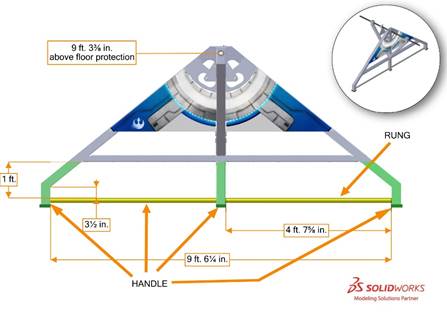 9 ft. 3⅜ in.
above floor protection
RUNG
1 ft.
3½ in.
4 ft. 7⅝ in.
9 ft. 6¼ in.
HANDLE
SOLIDWORKS
Modeling Solutions Partner